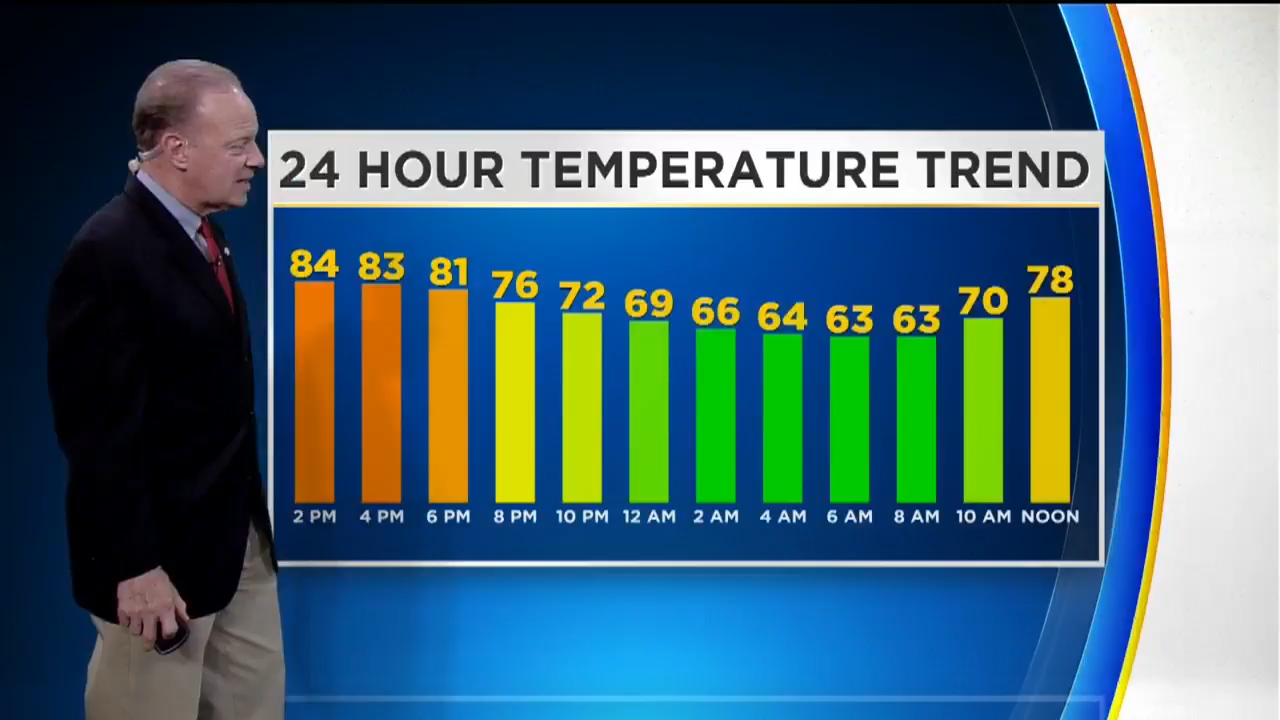 24 HOUR TEMPERATURE TREND
84 83 81 76 72 69 66 64 63 63 70 78
2 PM 4 PM 6 PM 8 PM 10 PM 12 AM 2 AM 4 AM 6 AM 8 AM 10 AM NOON